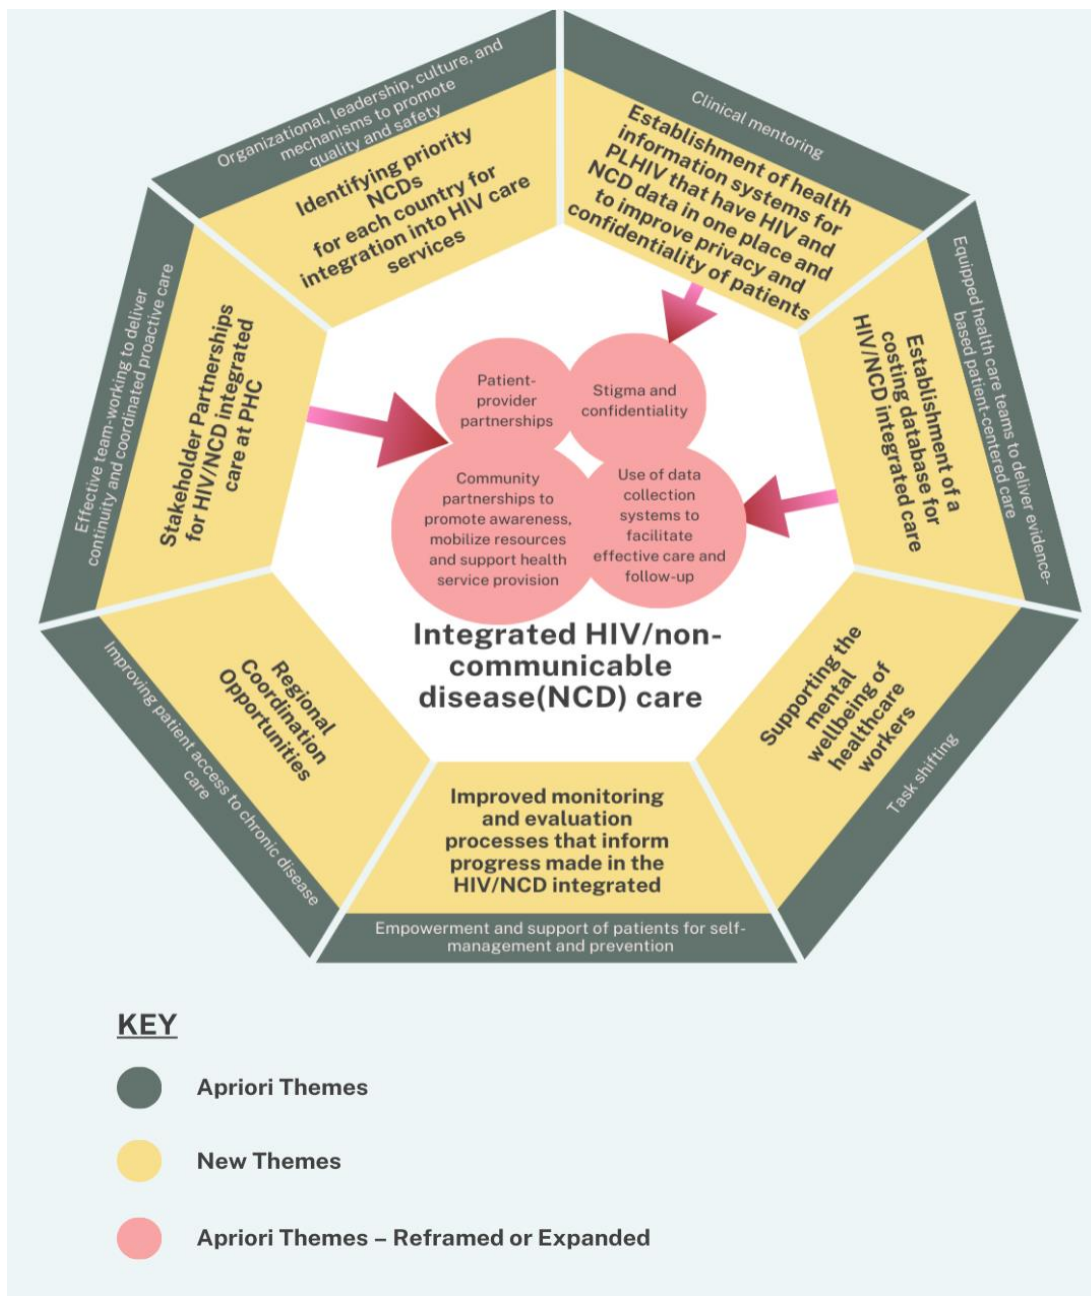 Organizational, leadership, culture, and
mechanisms to promote
quality and safety
Identifying priority
NCDs
for each country for
integration into HIV care
services
Clinical mentoring
Establishment of health
information systems for
PLHIV that have HIV and
NCD data in one place and
to improve privacy and
confidentiality of patients
Equipped health care teams to deliver evidence-
based patient-centered care
Establishment of a
costing database for
HIV/NCD integrated care
Effective team-working to deliver
continuity and coordinated proactive care
Stakeholder Partnerships
for HIV/NCD integrated
care at PHC
Patient-
provider
partnerships
Stigma and
confidentiality
Community
partnerships to
promote awareness,
mobilize resources
and support health
service provision
Use of data
collection
systems to
facilitate
effective care and
follow-up
Integrated HIV/non-
communicable
disease(NCD) care
Improving patient access to chronic disease
care
Regional
Coordination
Opportunities
Supporting the
mental
wellbeing of
healthcare
workers
Task shifting
Improved monitoring
and evaluation
processes that inform
progress made in the
HIV/NCD integrated
Empowerment and support of patients for self-
management and prevention
KEY
Apriori Themes
New Themes
Apriori Themes – Reframed or Expanded